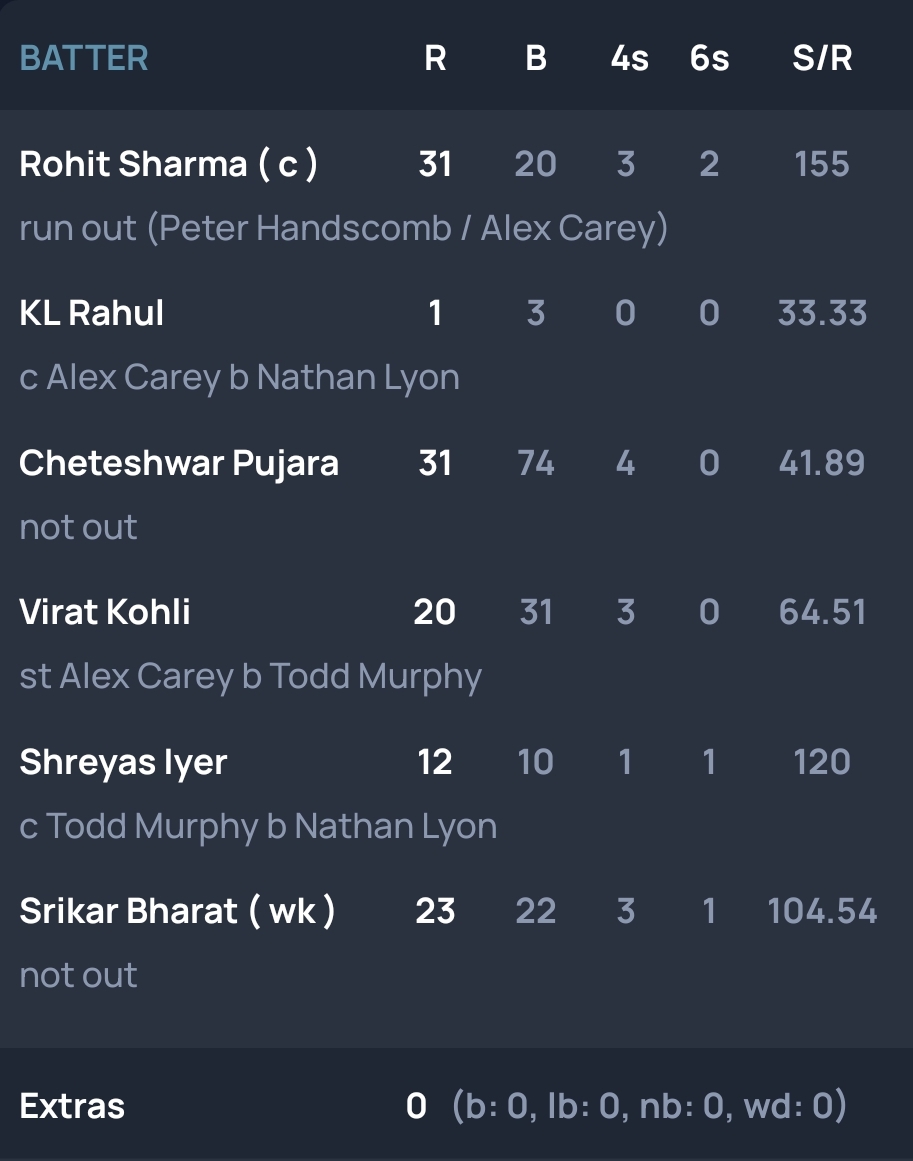 BATTER R B 4s 6s S/R
Rohit Sharma ( c ) 31 20 3 2 155
run out (Peter Handscomb / Alex Carey)
KL Rahul 1 3 0 0 33.33
c Alex Carey b Nathan Lyon
Cheteshwar Pujara 31 74 4 0 41.89
not out
Virat Kohli 20 31 3 0 64.51
st Alex Carey b Todd Murphy
Shreyas Iyer 12 10 1 1 120
c Todd Murphy b Nathan Lyon
Srikar Bharat ( wk ) 23 22 3 1 104.54
not out
Extras 0 (b: 0, lb: 0, nb: 0, wd: 0)